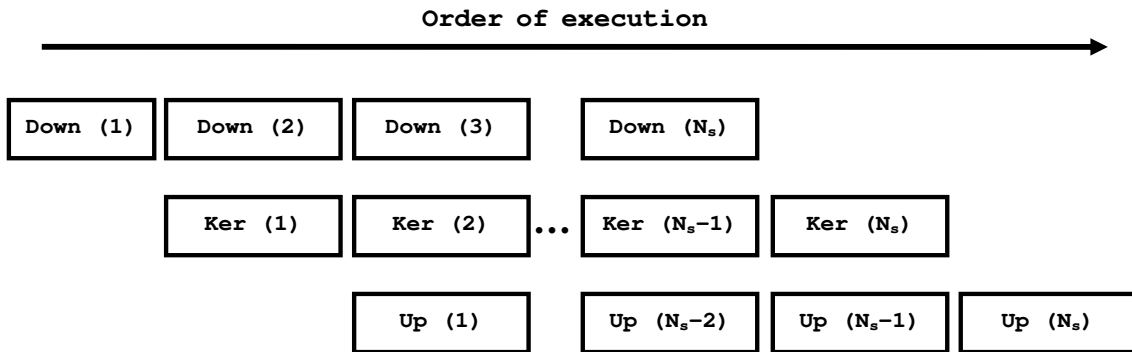 Order of execution
Down (1) Down (2) Down (3) Down (Nₛ)
Ker (1) Ker (2) ... Ker (Nₛ−1) Ker (Nₛ)
Up (1) Up (Nₛ−2) Up (Nₛ−1) Up (Nₛ)